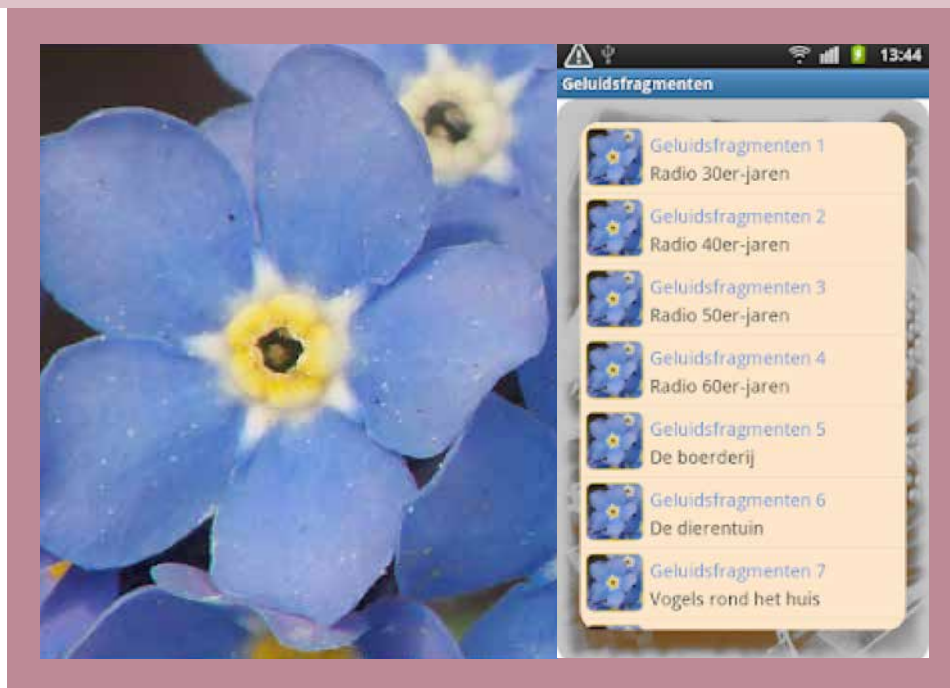 13:44
Geluidsfragmenten
Geluidsfragmenten 1
Radio 30er-jaren
Geluidsfragmenten 2
Radio 40er-jaren
Geluidsfragmenten 3
Radio 50er-jaren
Geluidsfragmenten 4
Radio 60er-jaren
Geluidsfragmenten 5
De boerderij
Geluidsfragmenten 6
De dierentuin
Geluidsfragmenten 7
Vogels rond het huis